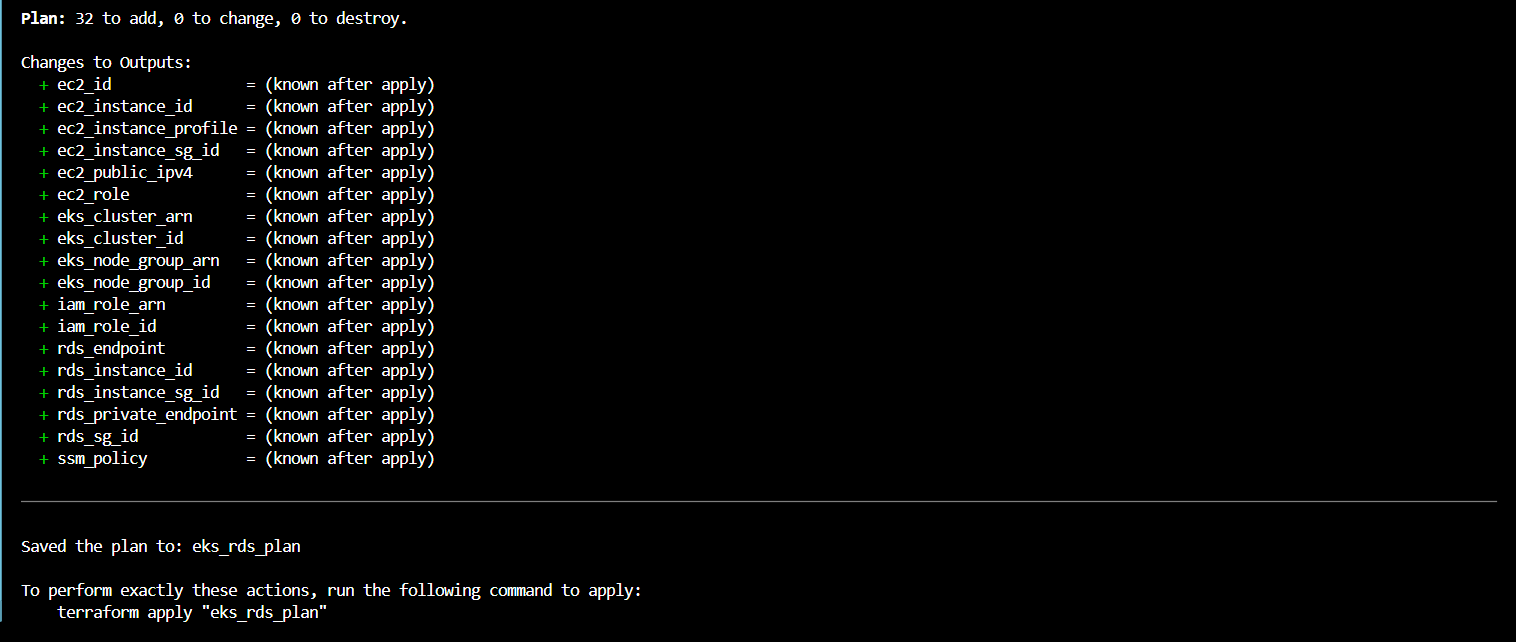 Plan: 32 to add, 0 to change, 0 to destroy.
Changes to Outputs:
+ ec2_id = (known after apply)
+ ec2_instance_id = (known after apply)
+ ec2_instance_profile = (known after apply)
+ ec2_instance_sg_id = (known after apply)
+ ec2_public_ipv4 = (known after apply)
+ ec2_role = (known after apply)
+ eks_cluster_arn = (known after apply)
+ eks_cluster_id = (known after apply)
+ eks_node_group_arn = (known after apply)
+ eks_node_group_id = (known after apply)
+ iam_role_arn = (known after apply)
+ iam_role_id = (known after apply)
+ rds_endpoint = (known after apply)
+ rds_instance_id = (known after apply)
+ rds_instance_sg_id = (known after apply)
+ rds_private_endpoint = (known after apply)
+ rds_sg_id = (known after apply)
+ ssm_policy = (known after apply)
Saved the plan to: eks_rds_plan
To perform exactly these actions, run the following command to apply:
terraform apply "eks_rds_plan"